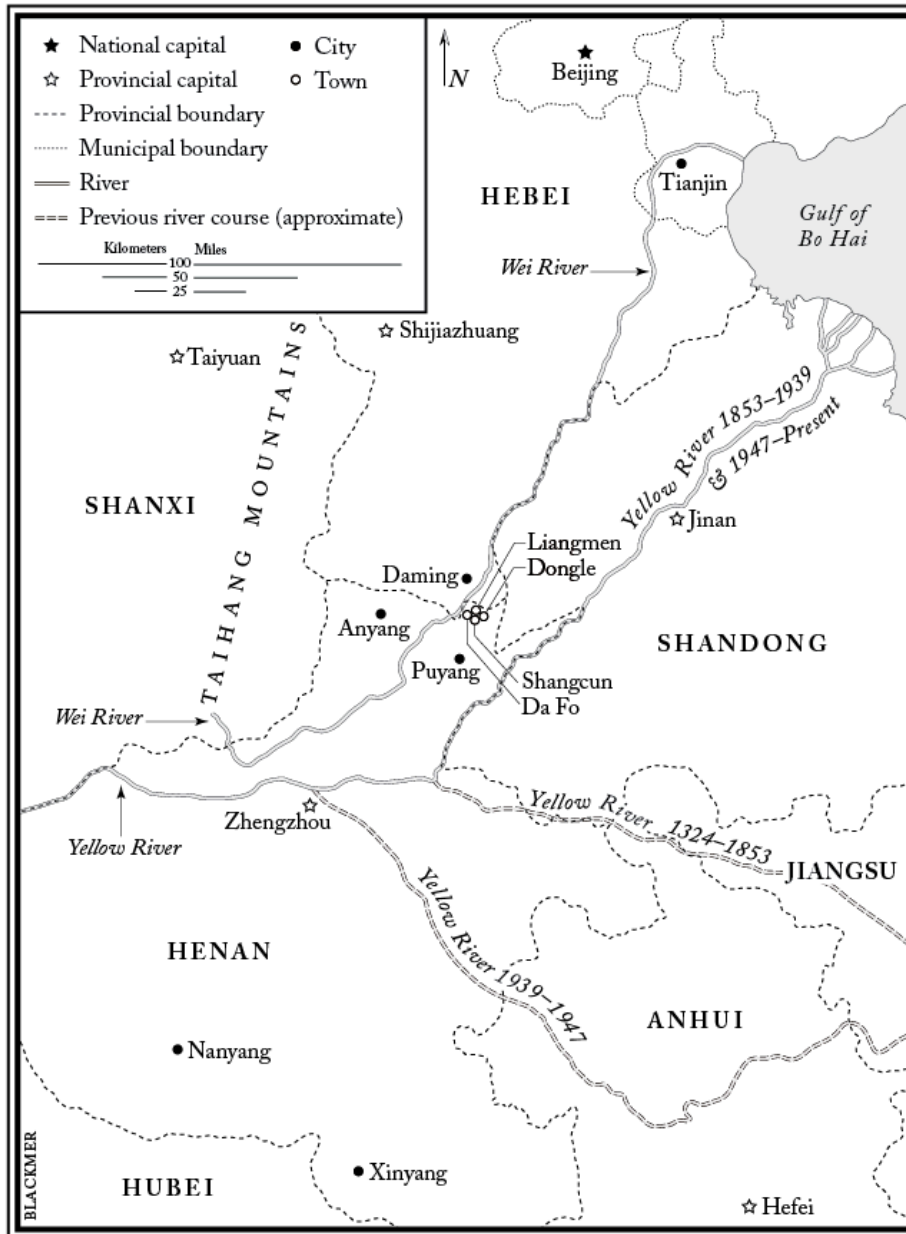 National capital
City
Provincial capital
Town
Provincial boundary
Municipal boundary
River
Previous river course (approximate)
Kilometers Miles
100
50
25
N
Beijing
Tianjin
HEBEI
Gulf of
Bo Hai
Wei River
Shijiazhuang
Taiyuan
TAIHANG MOUNTAINS
Yellow River 1853–1939
& 1947–Present
SHANXI
Jinan
Liangmen
Dongle
Daming
Anyang
SHANDONG
Puyang
Shangcun
Da Fo
Wei River
Zhengzhou
Yellow River
Yellow River 1324–1853
JIANGSU
Yellow River 1939–1947
HENAN
ANHUI
Nanyang
Xinyang
HUBEI
Hefei
BLACKMER